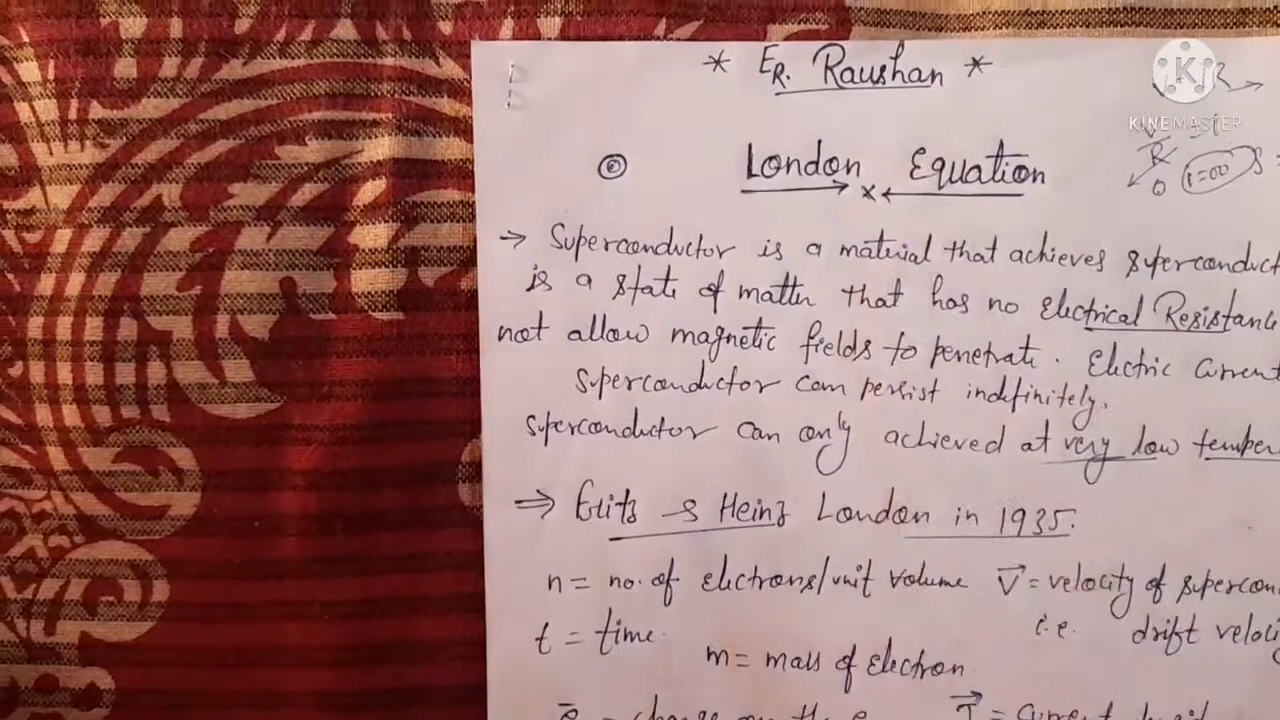 * ER. Raushan *
KINEMASTER
London Equation
→ Superconductor is a material that achieves superconduct
is a state of matter that has no Electrical Resistance
not allow magnetic fields to penetrate. Electric current
superconductor can persist indefinitely.
superconductor can only achieved at very low temper
⇒ & Heinz London in 1935.
n = no. of electrons/unit volume V⃗ = velocity of supercon
t = time. i.e. drift veloci
m = mass of electron